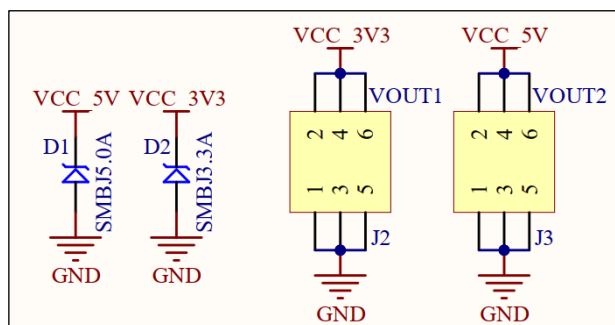 VCC_5V
D1
SMBJ5.0A
GND
VCC_3V3
D2
SMBJ3.3A
GND
VCC_3V3
VOUT1
2 4 6
1 3 5
J2
GND
VCC_5V
VOUT2
2 4 6
1 3 5
J3
GND